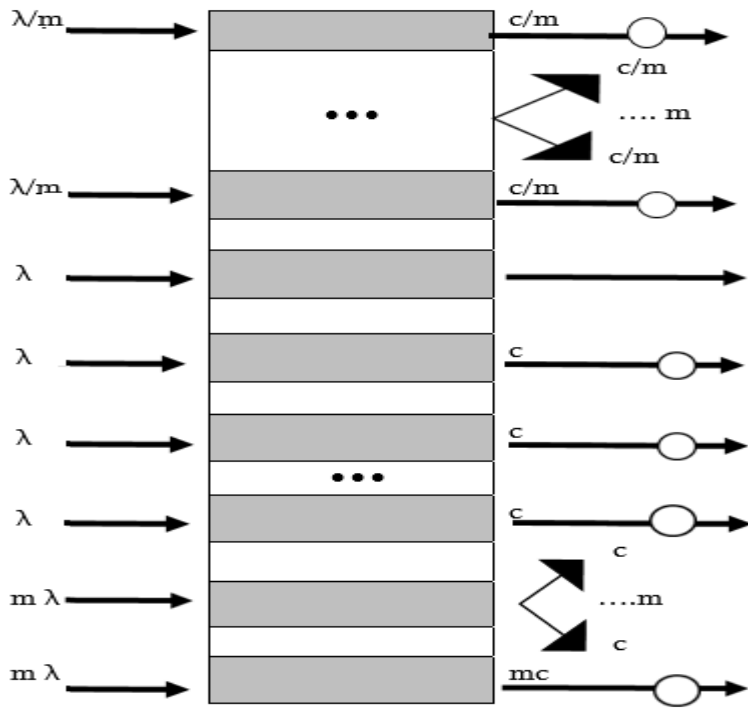 λ/m c/m
c/m
... .... m
c/m
λ/m c/m
λ
λ c
λ c
...
λ c
c
m λ ....m
c
m λ mc